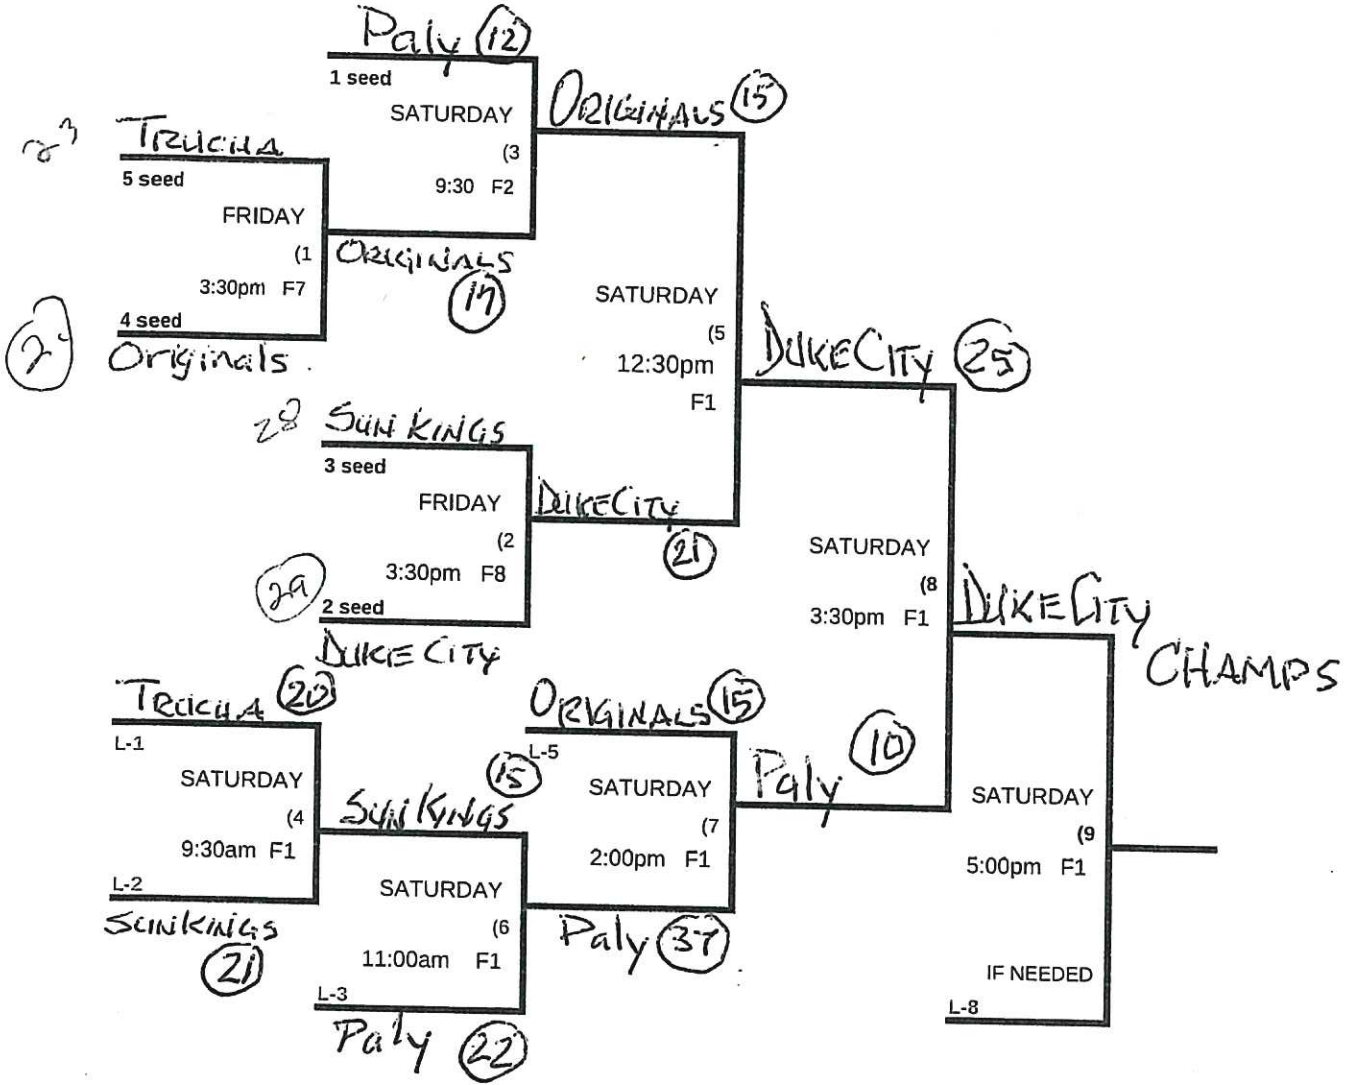 Paly 12
1 seed
SATURDAY
(3
9:30 F2
ORIGINALS 15
TRUCHA
5 seed
FRIDAY
(1
3:30pm F7
4 seed
Originals
ORIGINALS
SATURDAY
(5
12:30pm
F1
DUKE CITY 25
28 SUN KINGS
3 seed
FRIDAY
(2
3:30pm F8
29
2 seed
DUKE CITY
DUKE CITY
21
SATURDAY
(8
3:30pm F1
DUKE CITY
CHAMPS
TRUCHA 20
L-1
SATURDAY
(4
9:30am F1
L-2
SUN KINGS
21
ORIGINALS 15
L-5
15
SUN KINGS
SATURDAY
(7
2:00pm F1
Paly 10
SATURDAY
(6
11:00am F1
L-3
Paly 22
Paly 37
SATURDAY
(9
5:00pm F1
IF NEEDED
L-8